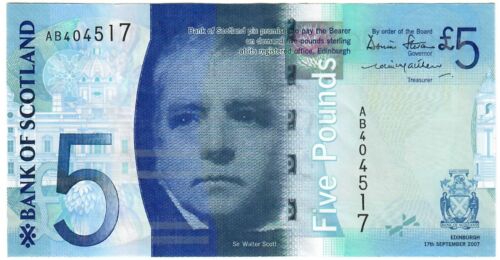 AB404517
Bank of Scotland plc promise to pay the Bearer
on demand five pounds sterling
at its registered office, Edinburgh
By order of the Board
£5
Governor
Treasurer
BANK OF SCOTLAND
5
Five Pounds
AB404517
Sir Walter Scott
EDINBURGH
17th SEPTEMBER 2007